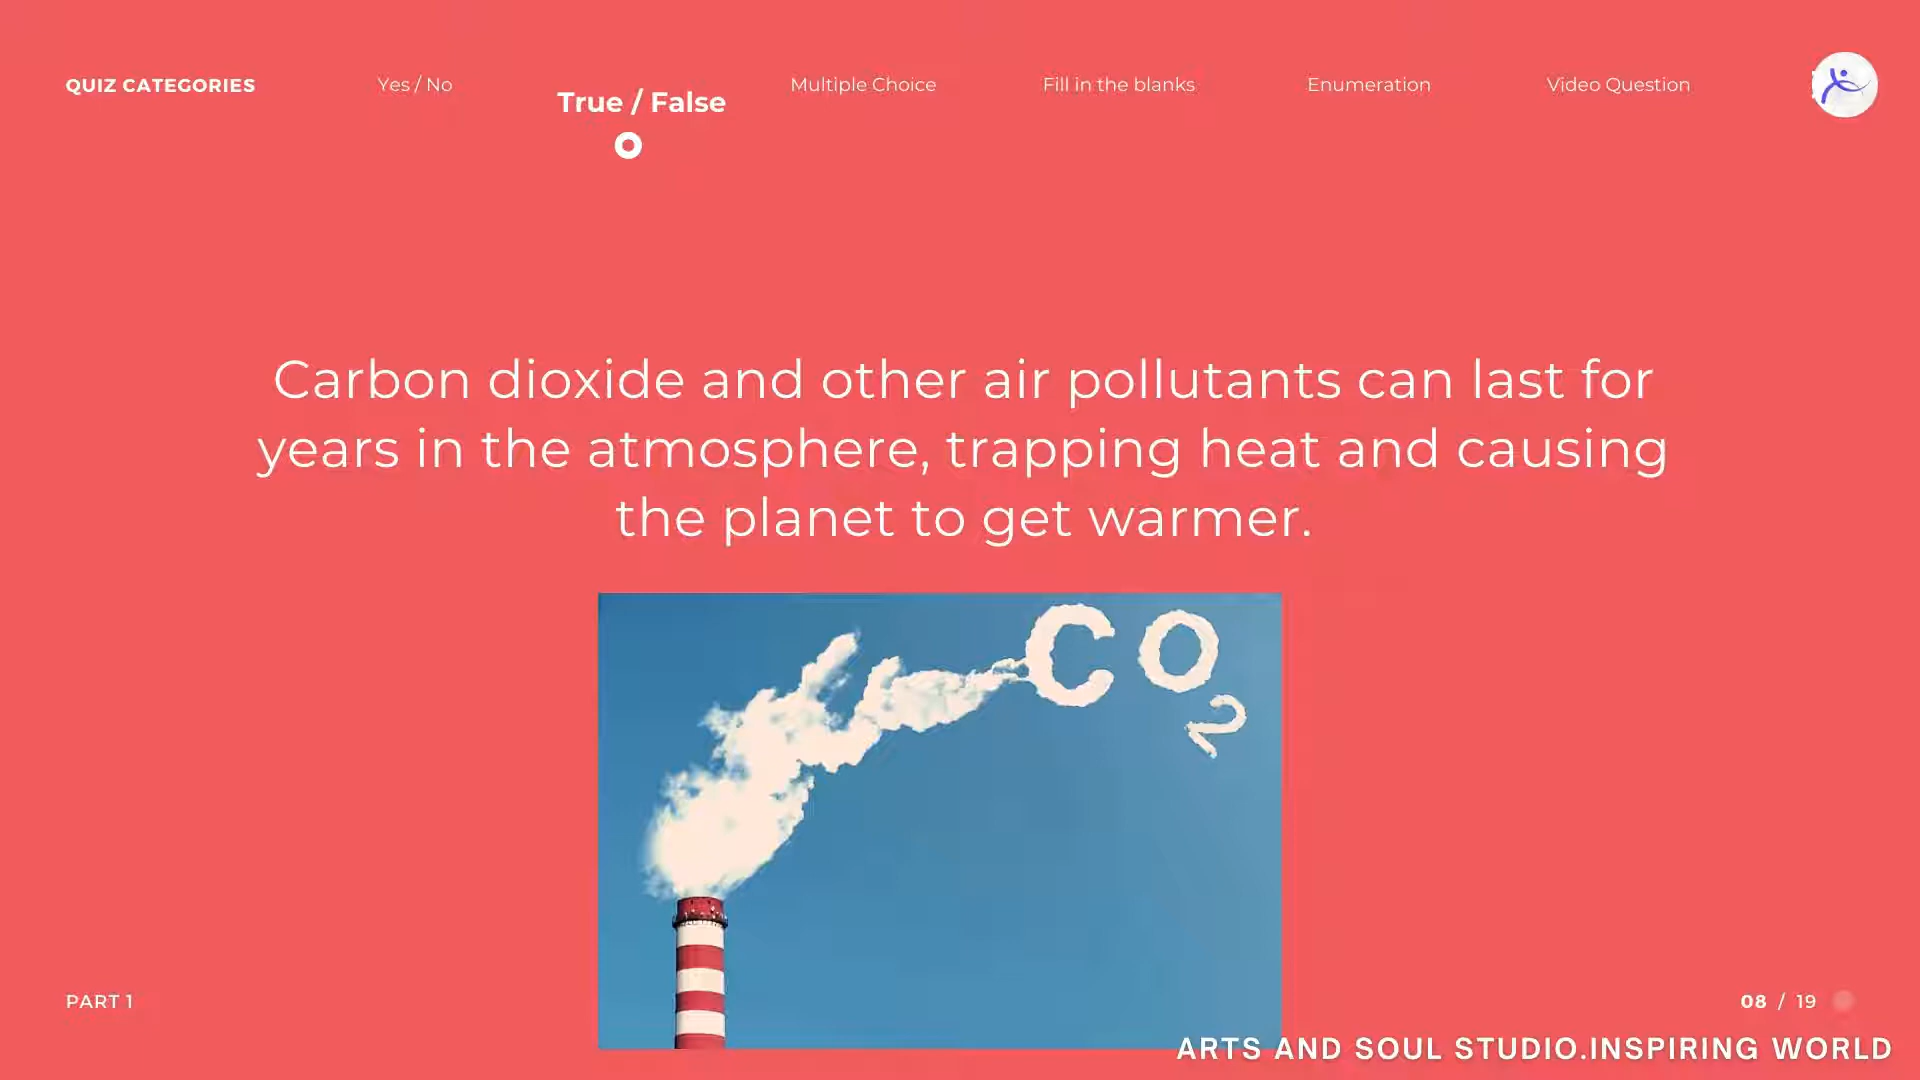 QUIZ CATEGORIES
Yes / No
True / False
Multiple Choice
Fill in the blanks
Enumeration
Video Question
Carbon dioxide and other air pollutants can last for
years in the atmosphere, trapping heat and causing
the planet to get warmer.
CO2
PART 1
08 / 19
ARTS AND SOUL STUDIO.INSPIRING WORLD